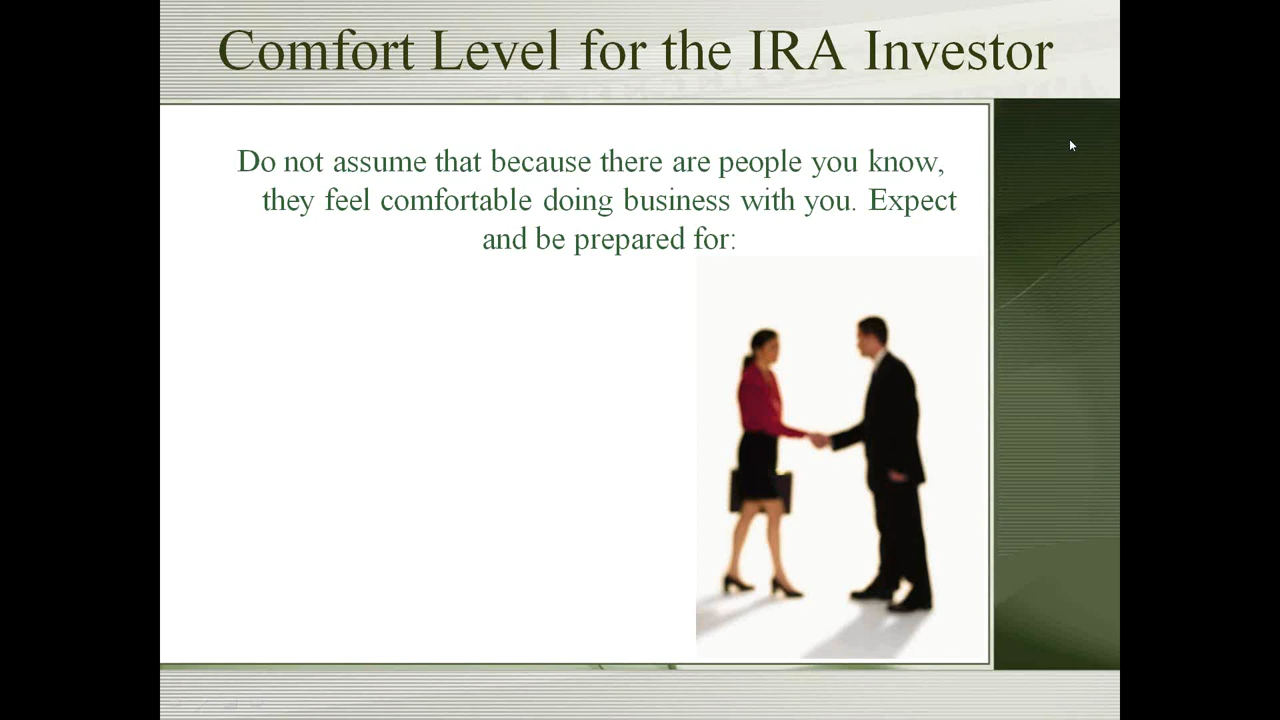 Comfort Level for the IRA Investor
Do not assume that because there are people you know,
they feel comfortable doing business with you. Expect
and be prepared for: